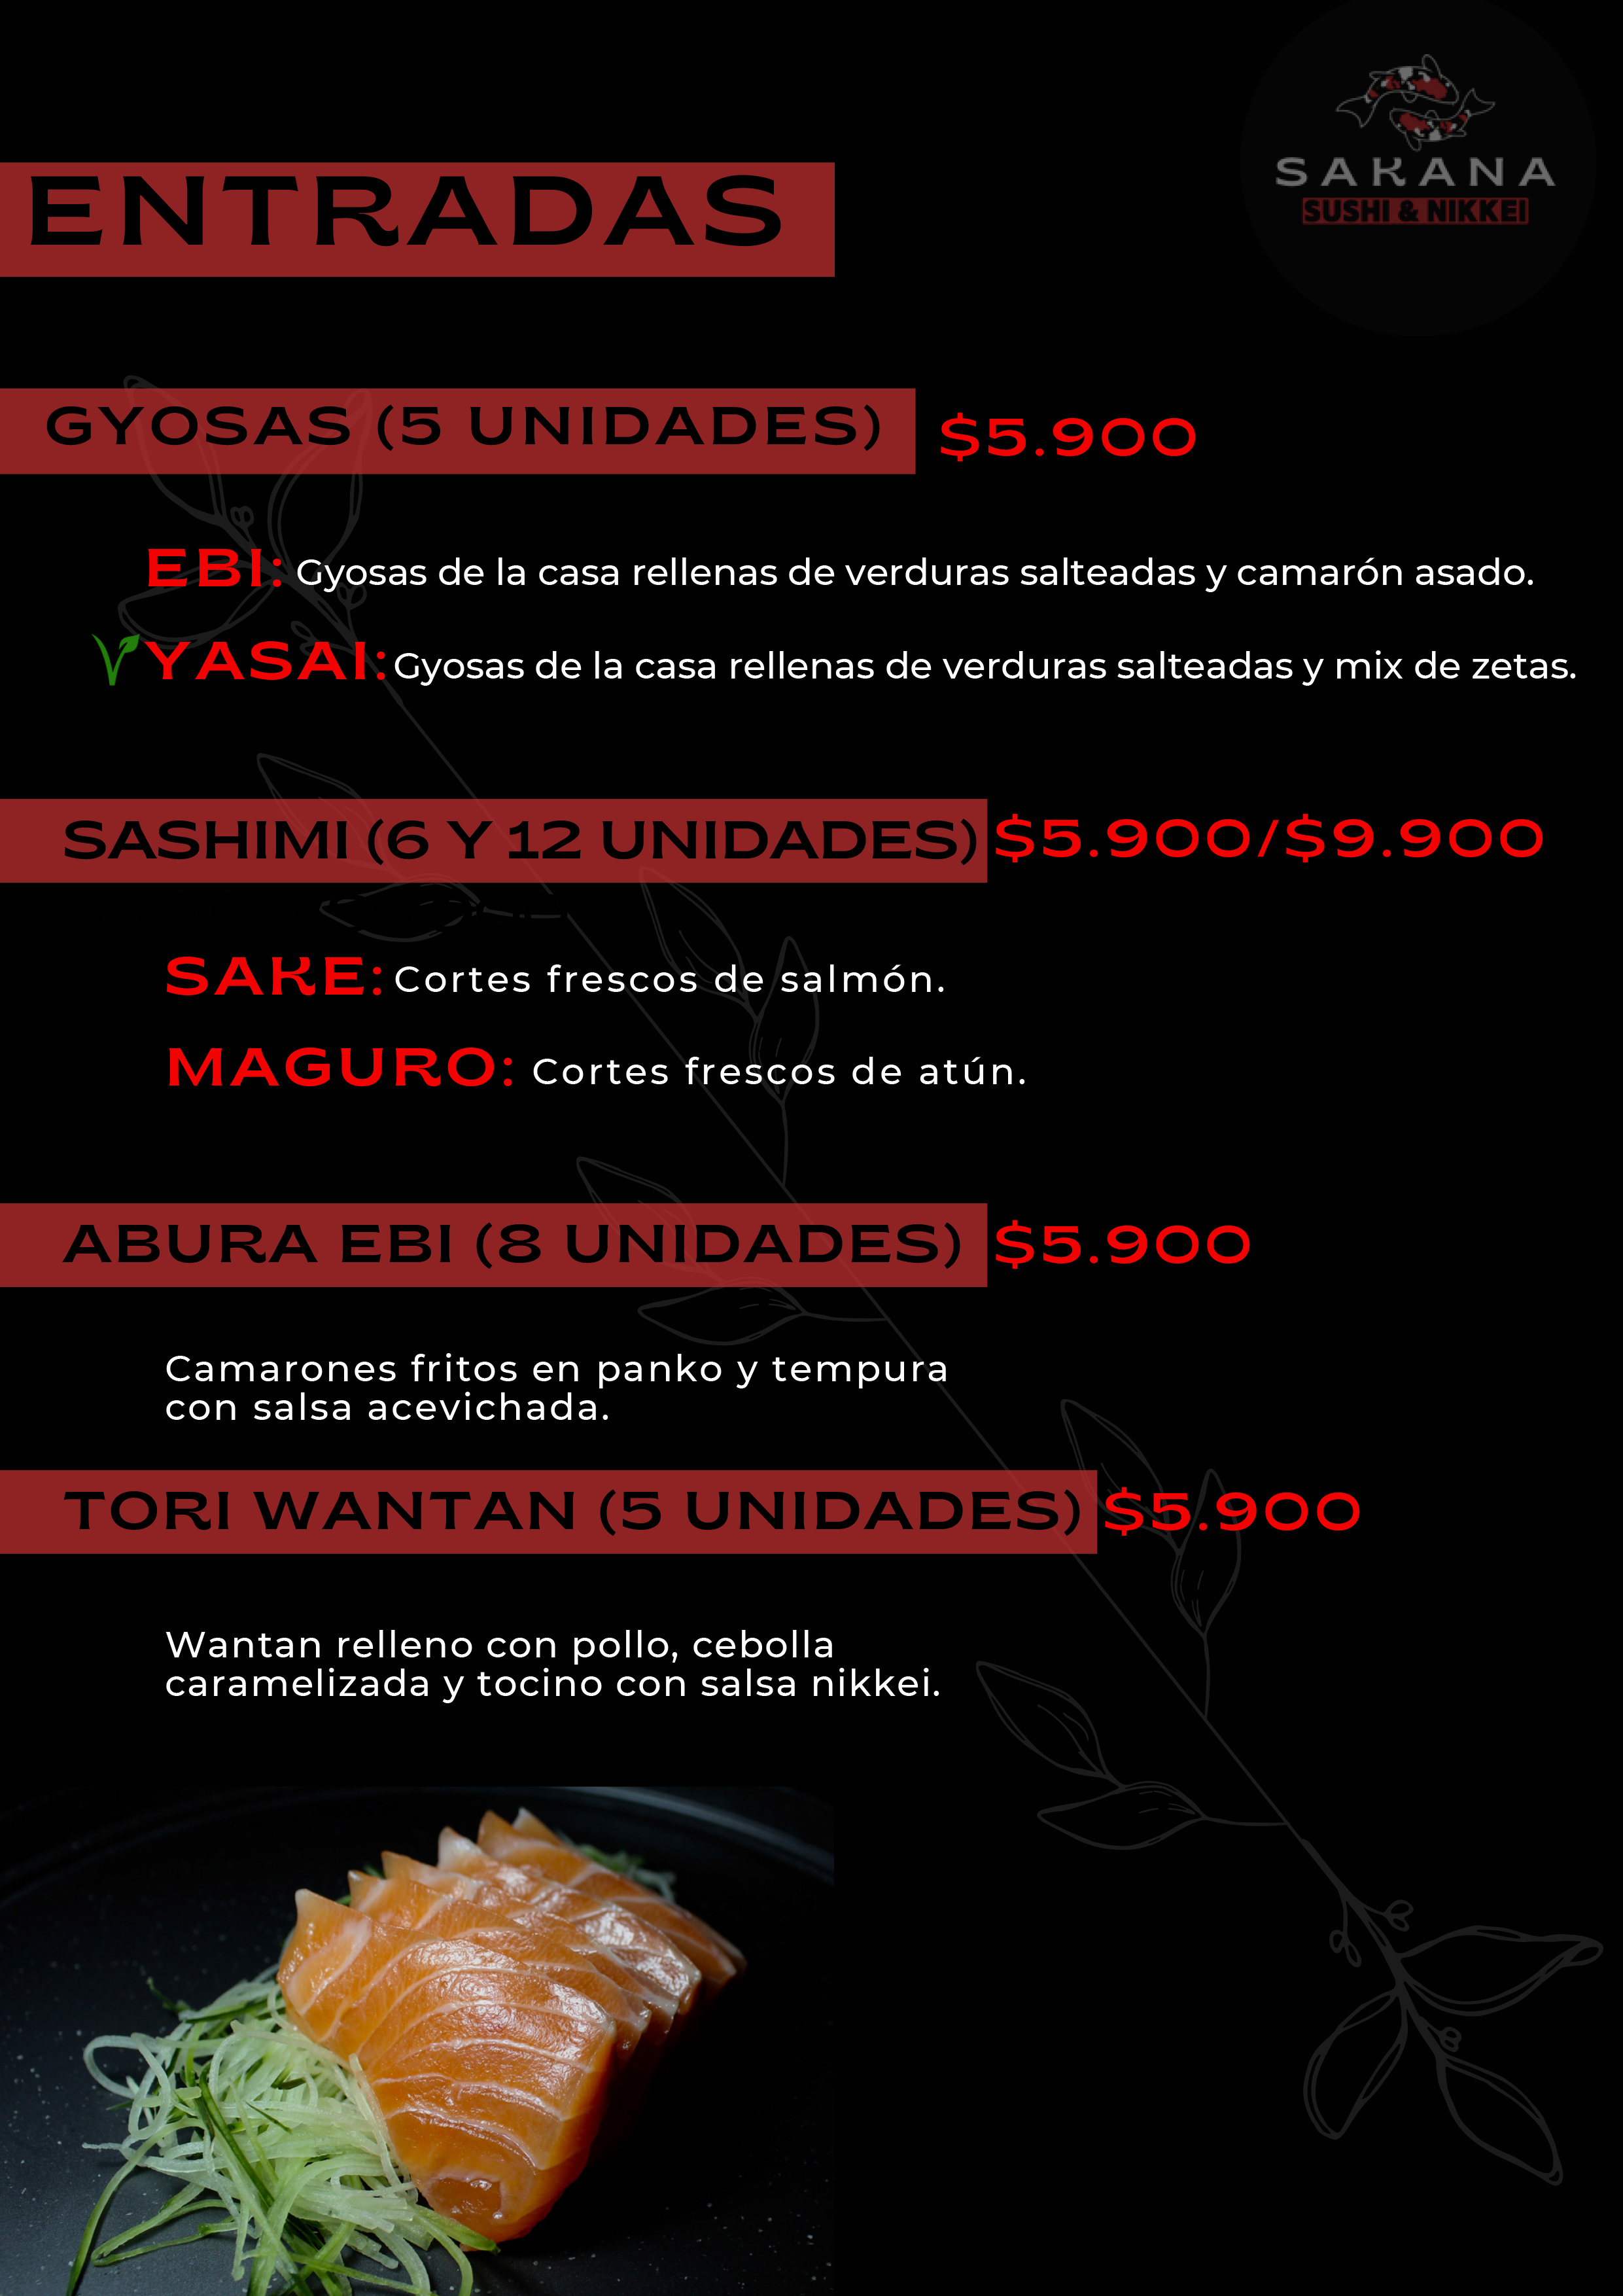 SAKANA
SUSHI & NIKKEI
ENTRADAS
GYOSAS (5 UNIDADES) $5.900
EBI: Gyosas de la casa rellenas de verduras salteadas y camarón asado.
YASAI: Gyosas de la casa rellenas de verduras salteadas y mix de zetas.
SASHIMI (6 Y 12 UNIDADES) $5.900/$9.900
SAKE: Cortes frescos de salmón.
MAGURO: Cortes frescos de atún.
ABURA EBI (8 UNIDADES) $5.900
Camarones fritos en panko y tempura
con salsa acevichada.
TORI WANTAN (5 UNIDADES) $5.900
Wantan relleno con pollo, cebolla
caramelizada y tocino con salsa nikkei.